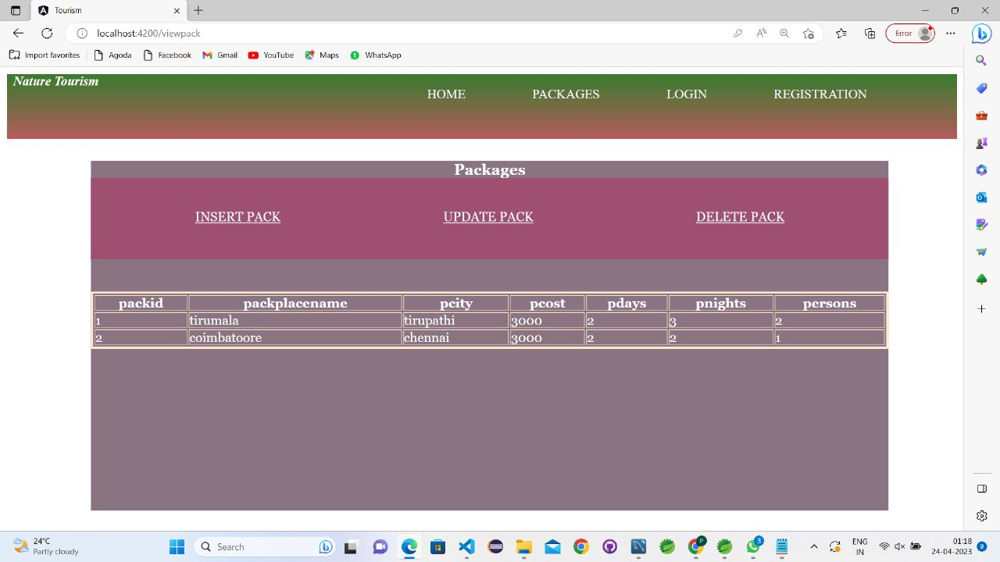 Tourism
localhost:4200/viewpack
Error
Import favorites Agoda Facebook Gmail YouTube Maps WhatsApp
Nature Tourism
HOME PACKAGES LOGIN REGISTRATION
Packages
INSERT PACK UPDATE PACK DELETE PACK
packid packplacename pcity pcost pdays pnights persons
1 tirumala tirupathi 3000 2 3 2
2 coimbatoore chennai 3000 2 2 1
24°C
Partly cloudy
Search
P
3
ENG
IN
01:18
24-04-2023
9